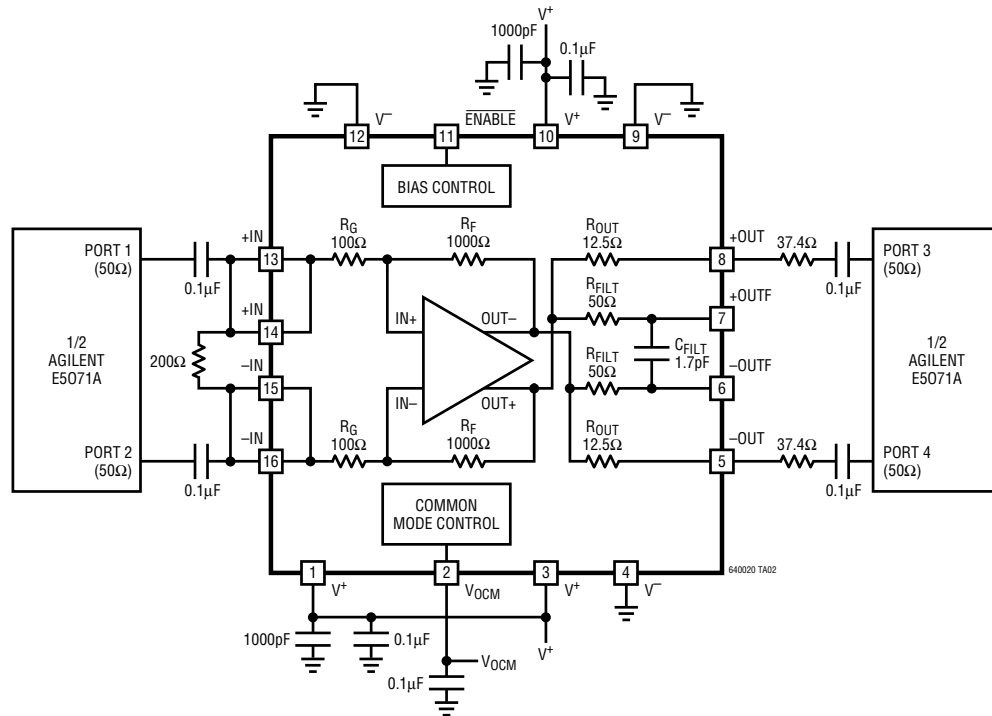 V+
1000pF
0.1µF
V–
ENABLE
V+
V–
12
11
10
9
BIAS CONTROL
1/2
AGILENT
E5O71A
PORT 1
(50Ω)
0.1µF
+IN
13
RG
100Ω
RF
1000Ω
ROUT
12.5Ω
+OUT
8
37.4Ω
0.1µF
PORT 3
(50Ω)
+IN
14
IN+
OUT–
RFILT
50Ω
+OUTF
7
200Ω
CFILT
1.7pF
–IN
15
RFILT
50Ω
–OUTF
6
IN–
OUT+
PORT 2
(50Ω)
0.1µF
–IN
16
RG
100Ω
RF
1000Ω
ROUT
12.5Ω
–OUT
5
37.4Ω
0.1µF
PORT 4
(50Ω)
1/2
AGILENT
E5O71A
COMMON
MODE CONTROL
640020 TA02
1
2
3
4
V+
VOCM
V+
V–
1000pF
0.1µF
V+
VOCM
0.1µF